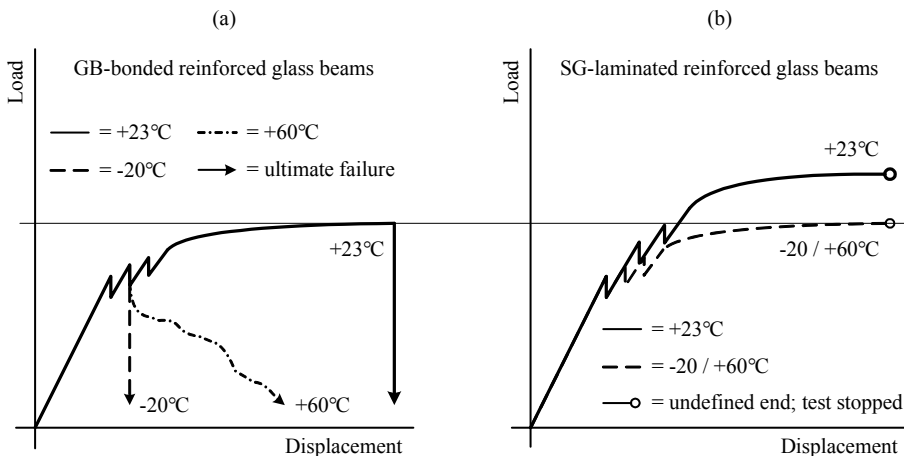 (a)
Load
GB-bonded reinforced glass beams
= +23℃
= +60℃
= -20℃
= ultimate failure
+23℃
-20℃
+60℃
Displacement
(b)
Load
SG-laminated reinforced glass beams
+23℃
-20 / +60℃
= +23℃
= -20 / +60℃
= undefined end; test stopped
Displacement